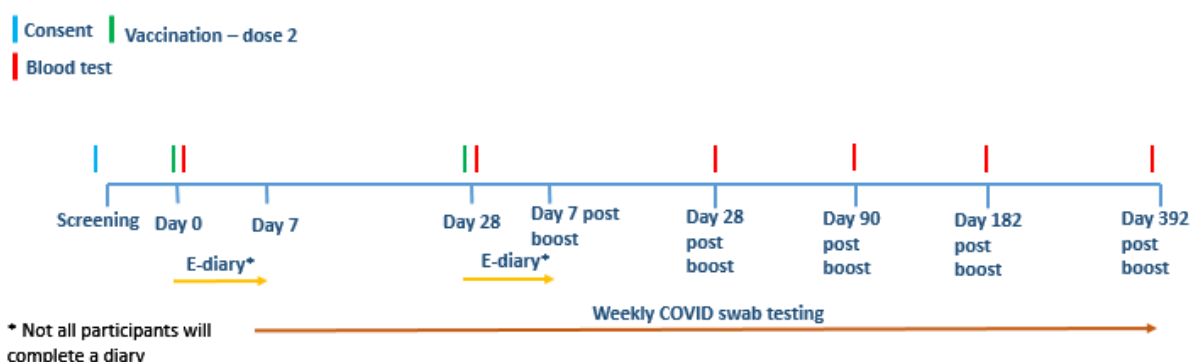 Consent
Vaccination – dose 2
Blood test
Screening
Day 0
Day 7
Day 28
Day 7 post
boost
Day 28
post
boost
Day 90
post
boost
Day 182
post
boost
Day 392
post
boost
E-diary*
E-diary*
Weekly COVID swab testing
* Not all participants will
complete a diary